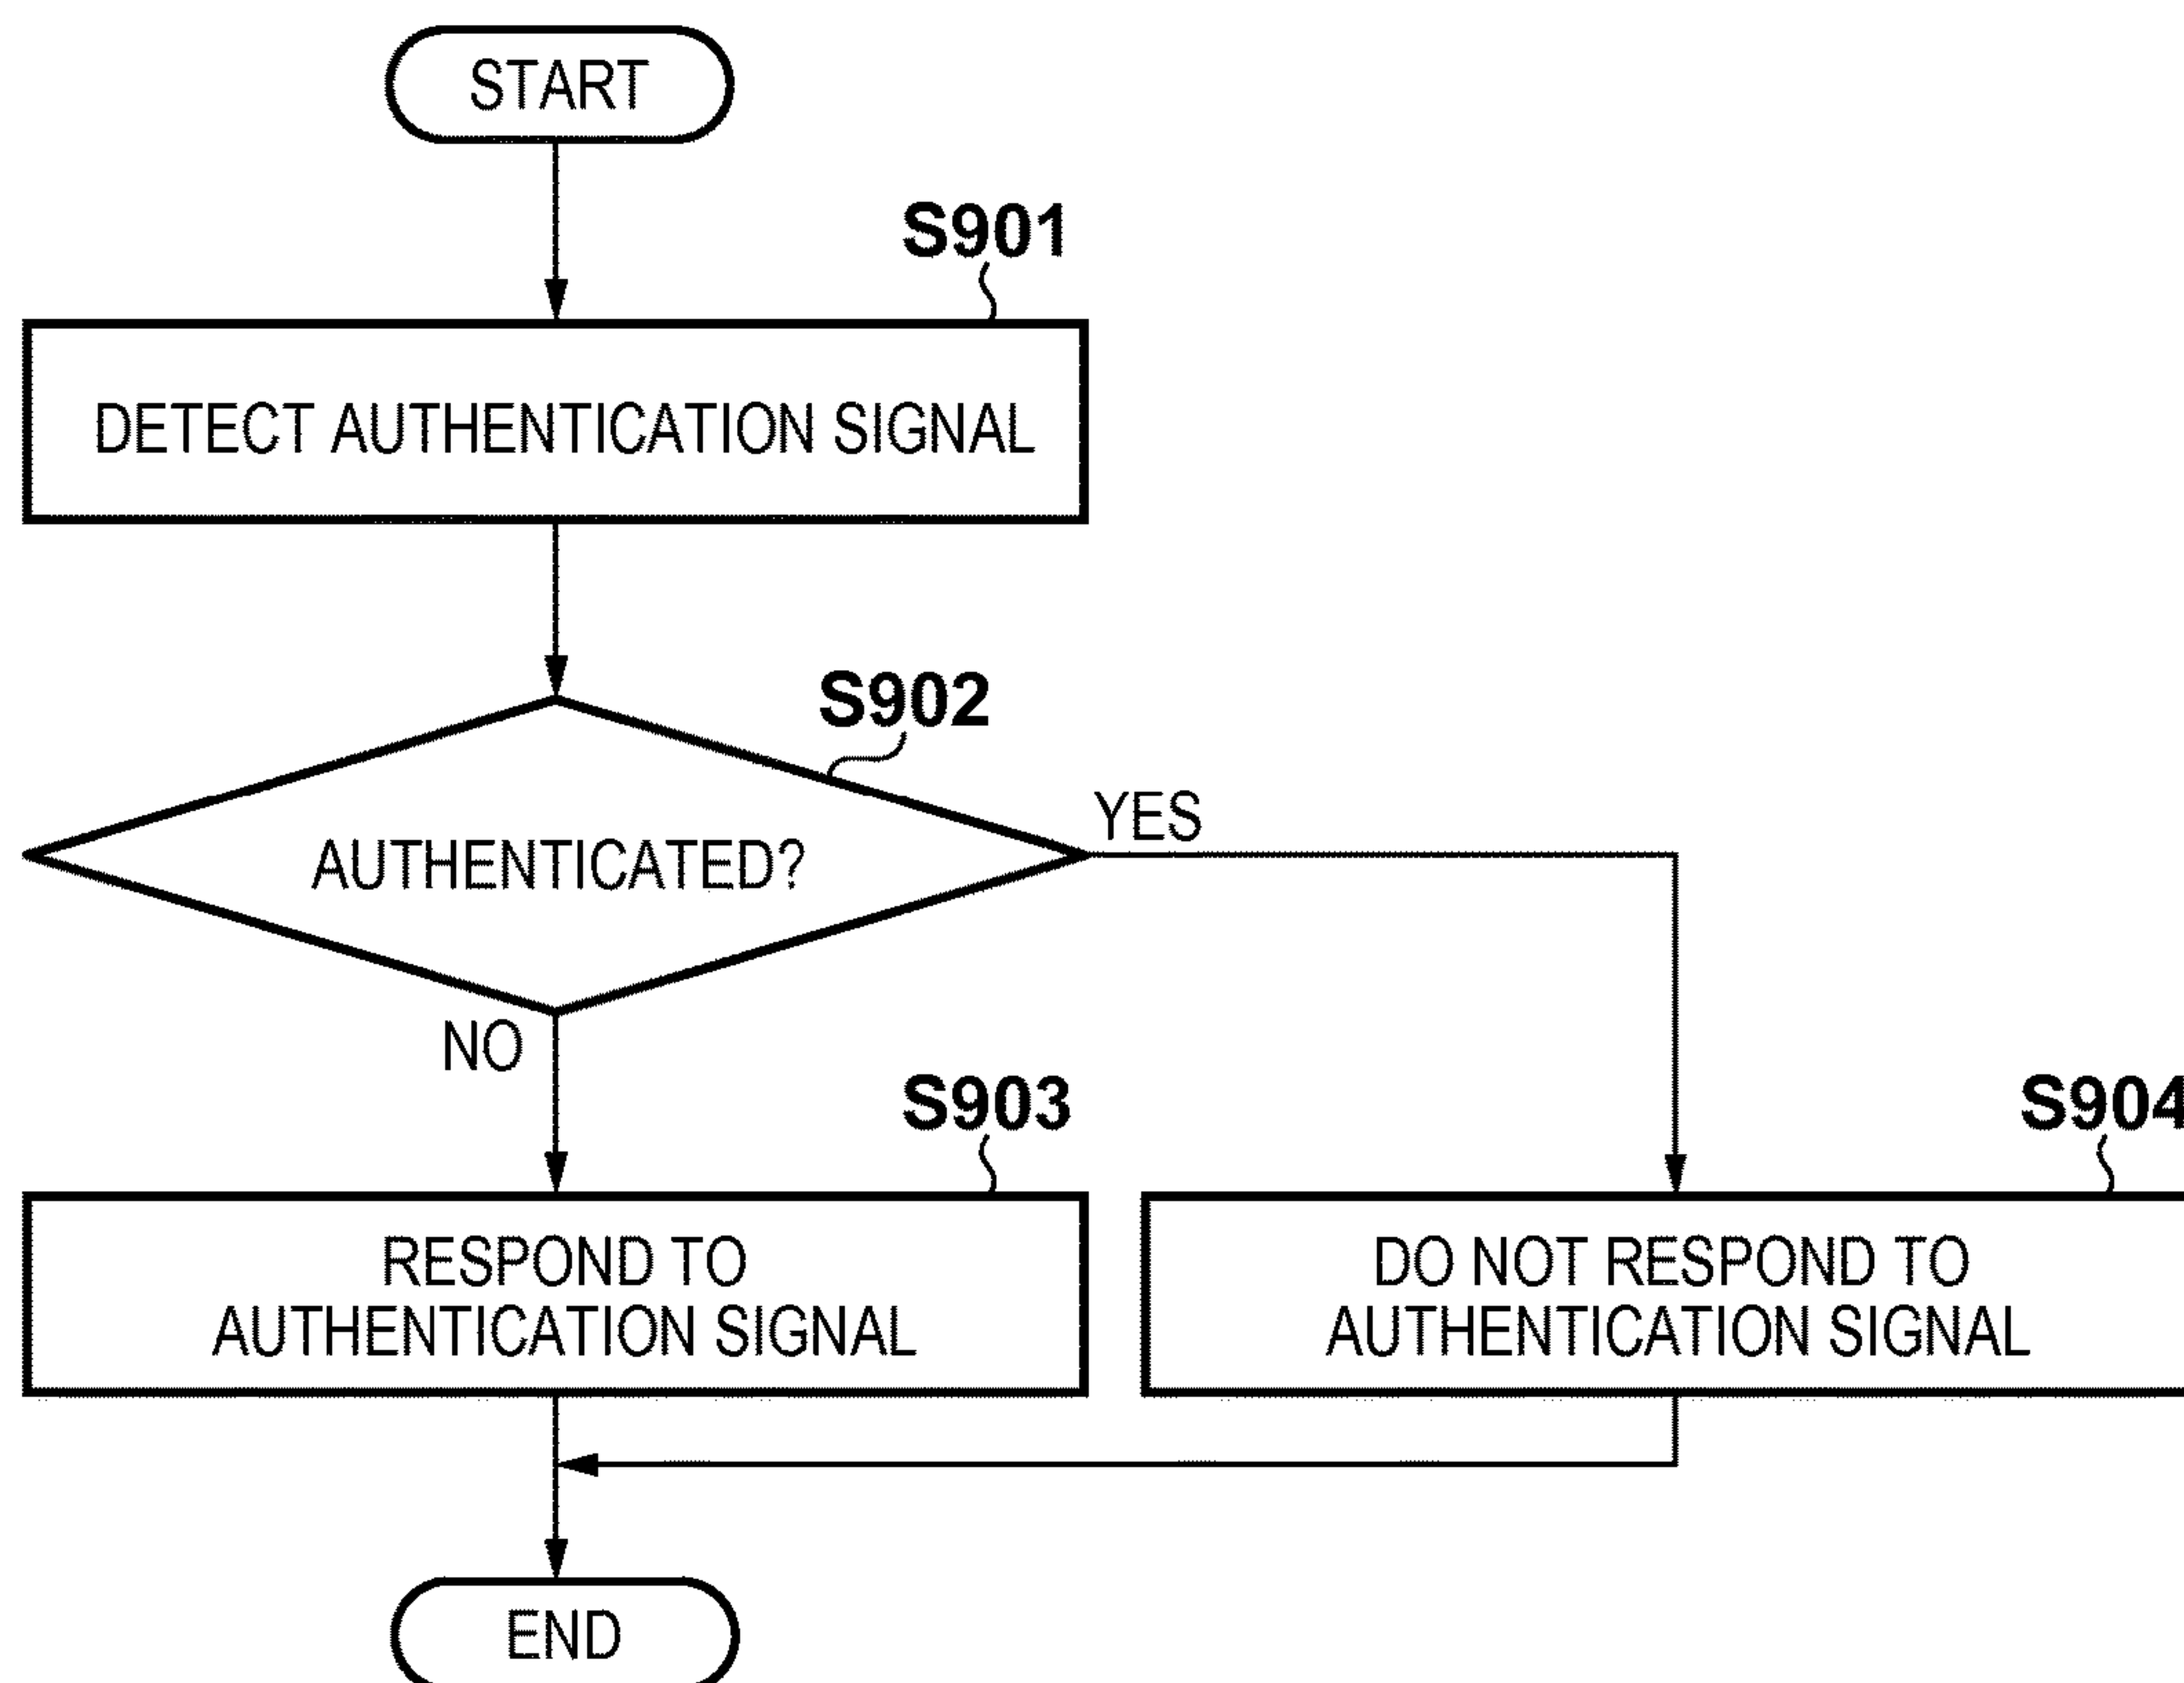 START
S901
DETECT AUTHENTICATION SIGNAL
S902
AUTHENTICATED?
YES
NO
S903
RESPOND TO
AUTHENTICATION SIGNAL
S904
DO NOT RESPOND TO
AUTHENTICATION SIGNAL
END